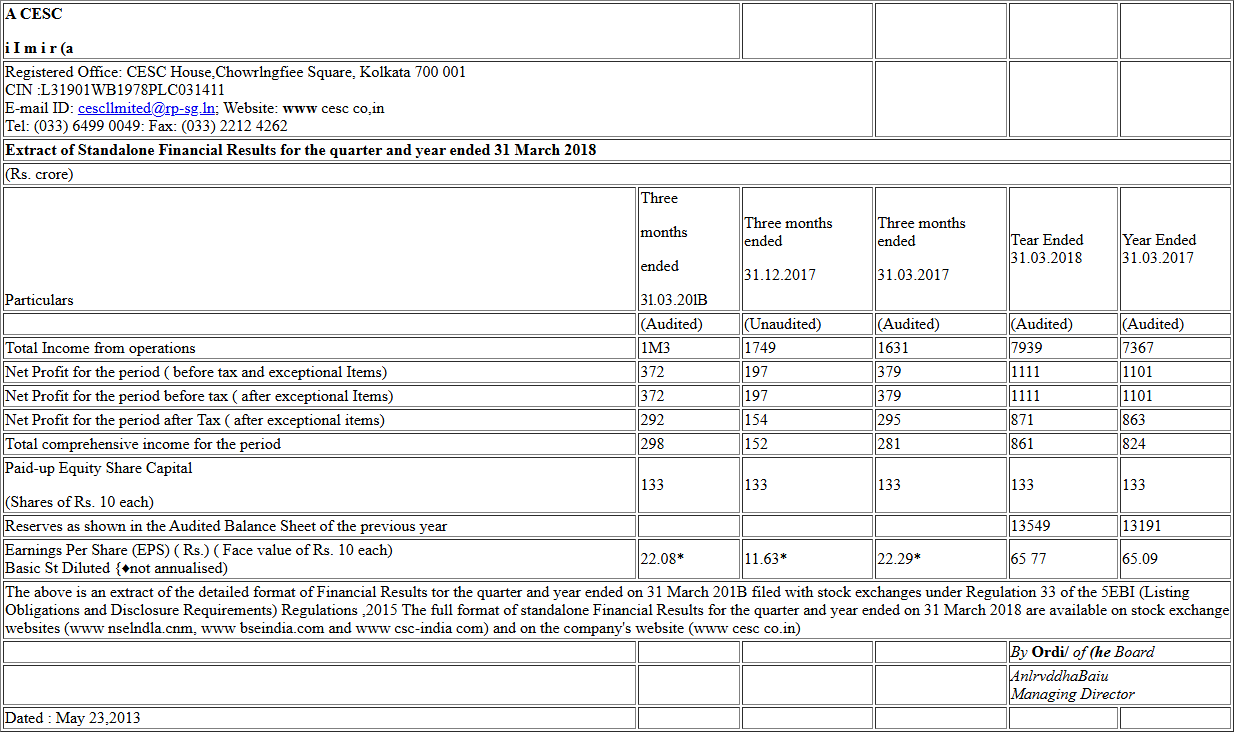 A CESC
i I m i r (a
Registered Office: CESC House,Chowrlngfiee Square, Kolkata 700 001
CIN :L31901WB1978PLC031411
E-mail ID: cescllmited@rp-sg.ln; Website: www cesc co,in
Tel: (033) 6499 0049: Fax: (033) 2212 4262
Extract of Standalone Financial Results for the quarter and year ended 31 March 2018
(Rs. crore)
Particulars Three months ended 31.03.201B Three months ended 31.12.2017 Three months ended 31.03.2017 Tear Ended 31.03.2018 Year Ended 31.03.2017
(Audited) (Unaudited) (Audited) (Audited) (Audited)
Total Income from operations 1M3 1749 1631 7939 7367
Net Profit for the period ( before tax and exceptional Items) 372 197 379 1111 1101
Net Profit for the period before tax ( after exceptional Items) 372 197 379 1111 1101
Net Profit for the period after Tax ( after exceptional items) 292 154 295 871 863
Total comprehensive income for the period 298 152 281 861 824
Paid-up Equity Share Capital
(Shares of Rs. 10 each) 133 133 133 133 133
Reserves as shown in the Audited Balance Sheet of the previous year 13549 13191
Earnings Per Share (EPS) ( Rs.) ( Face value of Rs. 10 each)
Basic St Diluted {♦not annualised) 22.08* 11.63* 22.29* 65 77 65.09
The above is an extract of the detailed format of Financial Results tor the quarter and year ended on 31 March 201B filed with stock exchanges under Regulation 33 of the 5EBI (Listing
Obligations and Disclosure Requirements) Regulations ,2015 The full format of standalone Financial Results for the quarter and year ended on 31 March 2018 are available on stock exchange
websites (www nselndla.cnm, www bseindia.com and www csc-india com) and on the company's website (www cesc co.in)
By Ordi/ of (he Board
AnlrvddhaBaiu
Managing Director
Dated : May 23,2013